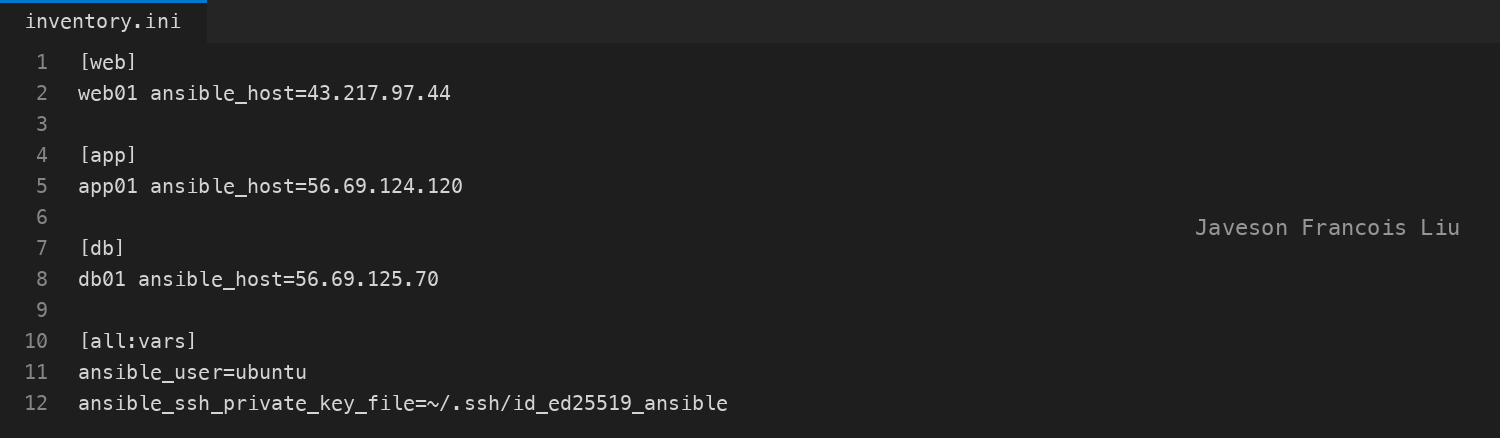 inventory.ini
1 [web]
2 web01 ansible_host=43.217.97.44
3
4 [app]
5 app01 ansible_host=56.69.124.120
6
Javeson Francois Liu
7 [db]
8 db01 ansible_host=56.69.125.70
9
10 [all:vars]
11 ansible_user=ubuntu
12 ansible_ssh_private_key_file=~/.ssh/id_ed25519_ansible